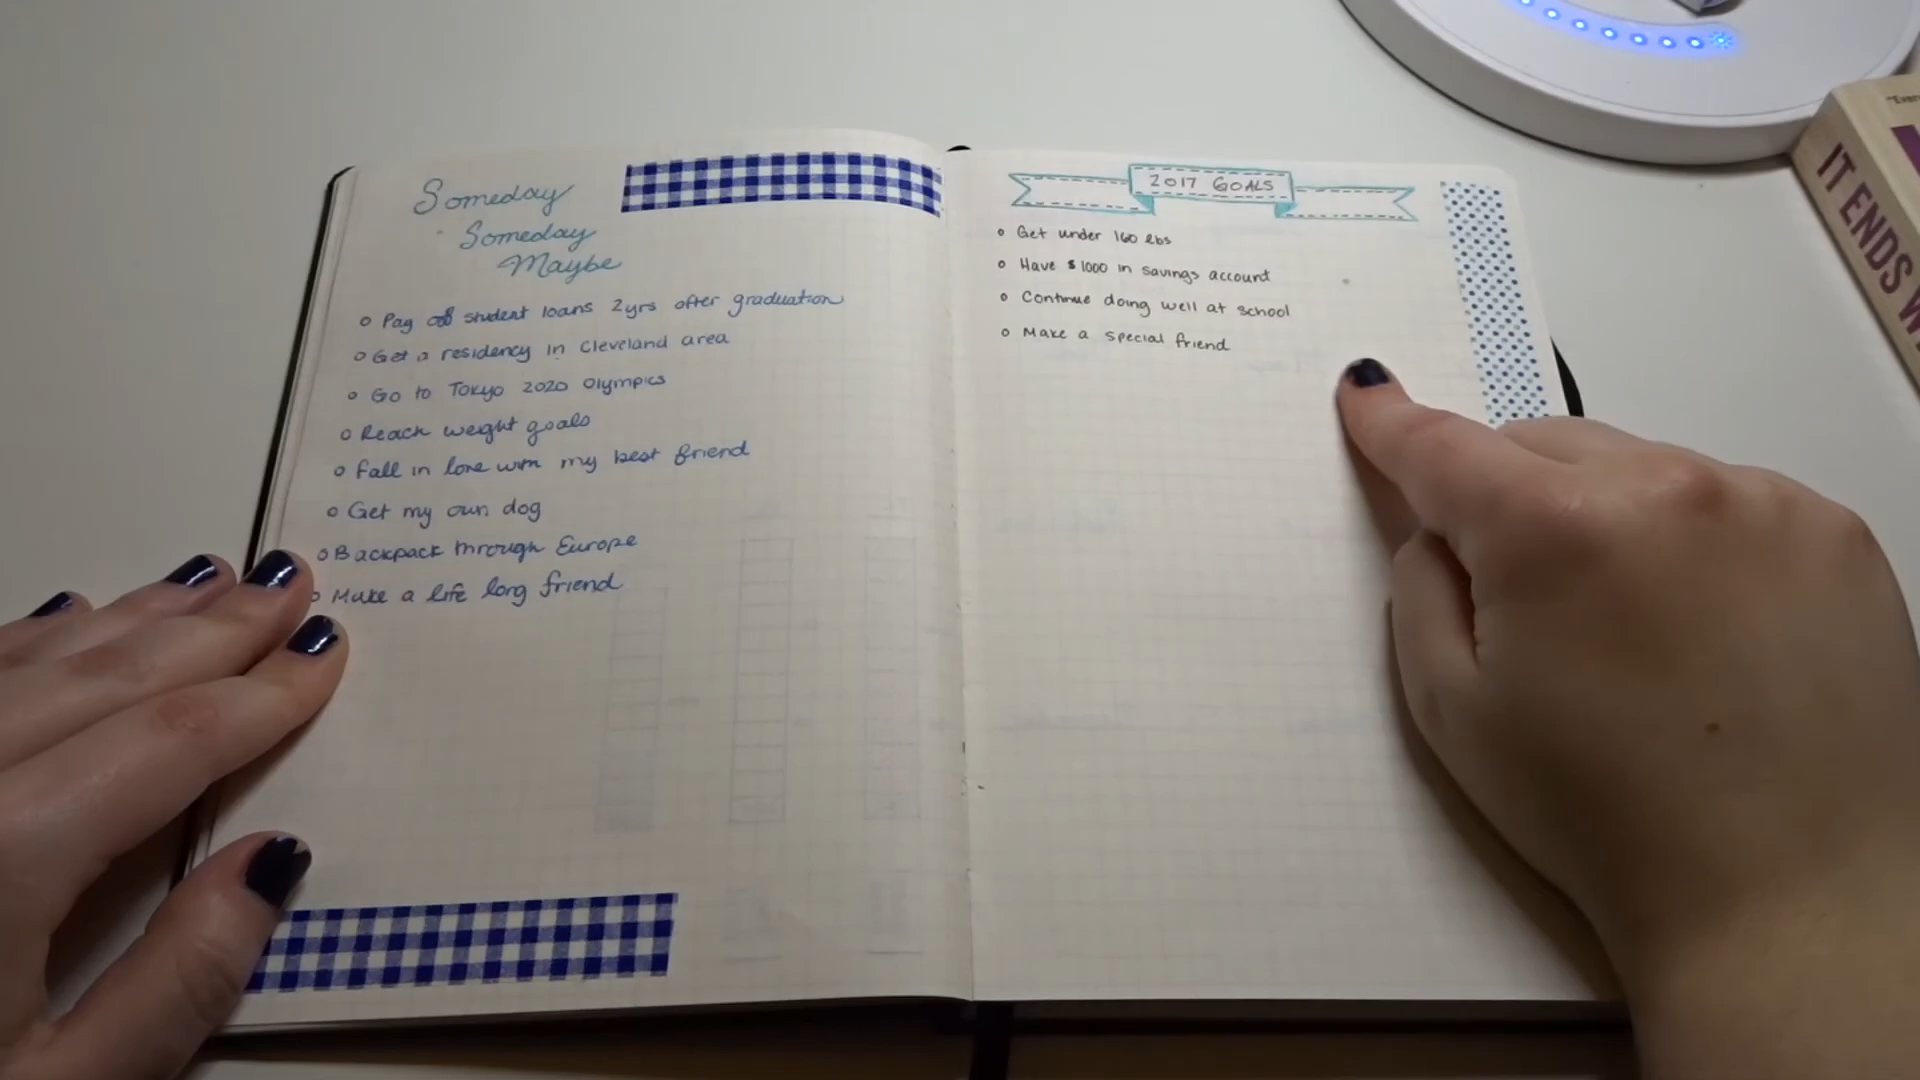 Someday
Someday
Maybe
Pay off student loans 2yrs after graduation
Get a residency in Cleveland area
Go to Tokyo 2020 Olympics
Reach weight goals
Fall in love with my best friend
Get my own dog
Backpack through Europe
Make a life long friend
2017 GOALS
Get under 160 lbs
Have $1000 in savings account
Continue doing well at school
Make a special friend
"Ever
IT ENDS W